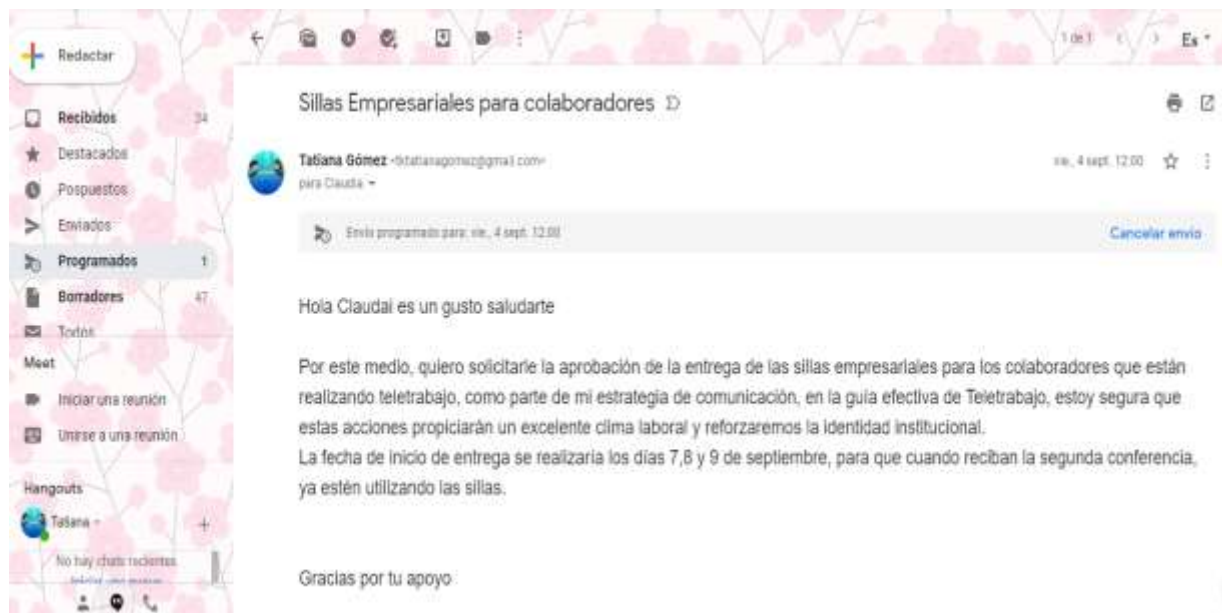 Redactar
1 de 1
Es
Recibidos 34
Destacados
Pospuestos
Enviados
Programados 1
Borradores 47
Todos
Meet
Iniciar una reunión
Unirse a una reunión
Hangouts
Tatiana
No hay chats recientes
Sillas Empresariales para colaboradores
Tatiana Gómez
vie., 4 sept. 12:00
para Claudia
Envío programado para: vie., 4 sept. 12:00
Cancelar envío
Hola Claudai es un gusto saludarte
Por este medio, quiero solicitarle la aprobación de la entrega de las sillas empresariales para los colaboradores que están
realizando teletrabajo, como parte de mi estrategia de comunicación, en la guía efectiva de Teletrabajo, estoy segura que
estas acciones propiciarán un excelente clima laboral y reforzaremos la identidad institucional.
La fecha de inicio de entrega se realizaría los días 7,8 y 9 de septiembre, para que cuando reciban la segunda conferencia,
ya estén utilizando las sillas.
Gracias por tu apoyo